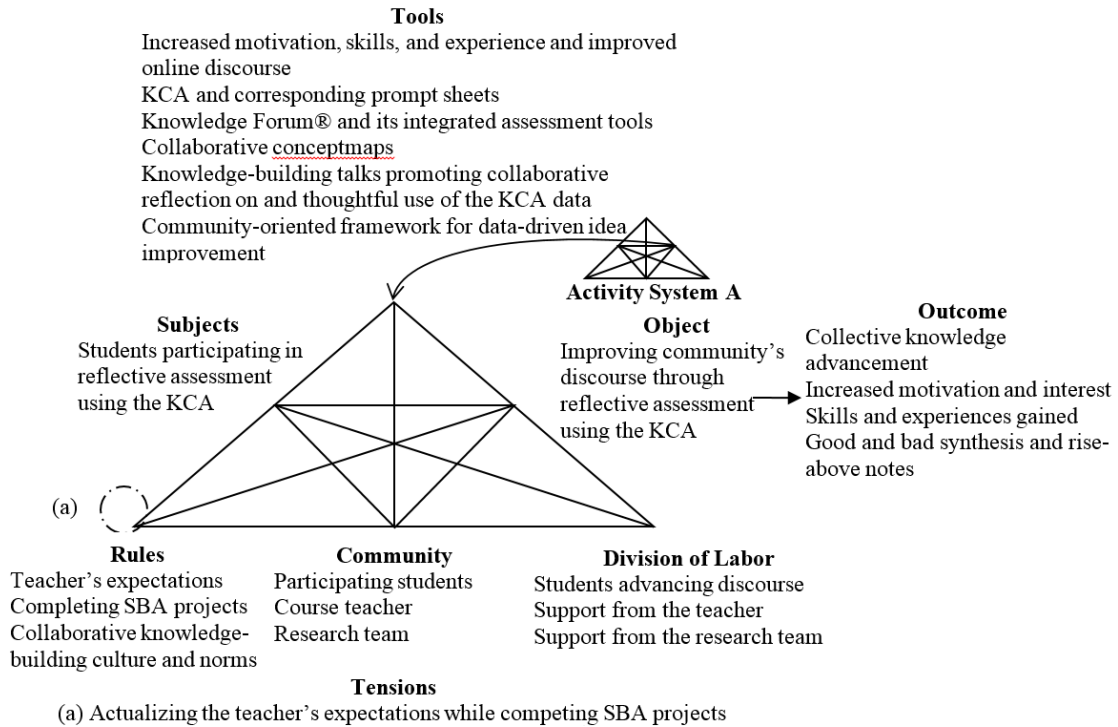 Tools
Increased motivation, skills, and experience and improved
online discourse
KCA and corresponding prompt sheets
Knowledge Forum® and its integrated assessment tools
Collaborative conceptmaps
Knowledge-building talks promoting collaborative
reflection on and thoughtful use of the KCA data
Community-oriented framework for data-driven idea
improvement
Activity System A
Subjects
Students participating in
reflective assessment
using the KCA
Object
Improving community’s
discourse through
reflective assessment
using the KCA
Outcome
Collective knowledge
advancement
Increased motivation and interest
Skills and experiences gained
Good and bad synthesis and rise-
above notes
(a)
Rules
Teacher’s expectations
Completing SBA projects
Collaborative knowledge-
building culture and norms
Community
Participating students
Course teacher
Research team
Division of Labor
Students advancing discourse
Support from the teacher
Support from the research team
Tensions
(a) Actualizing the teacher’s expectations while competing SBA projects